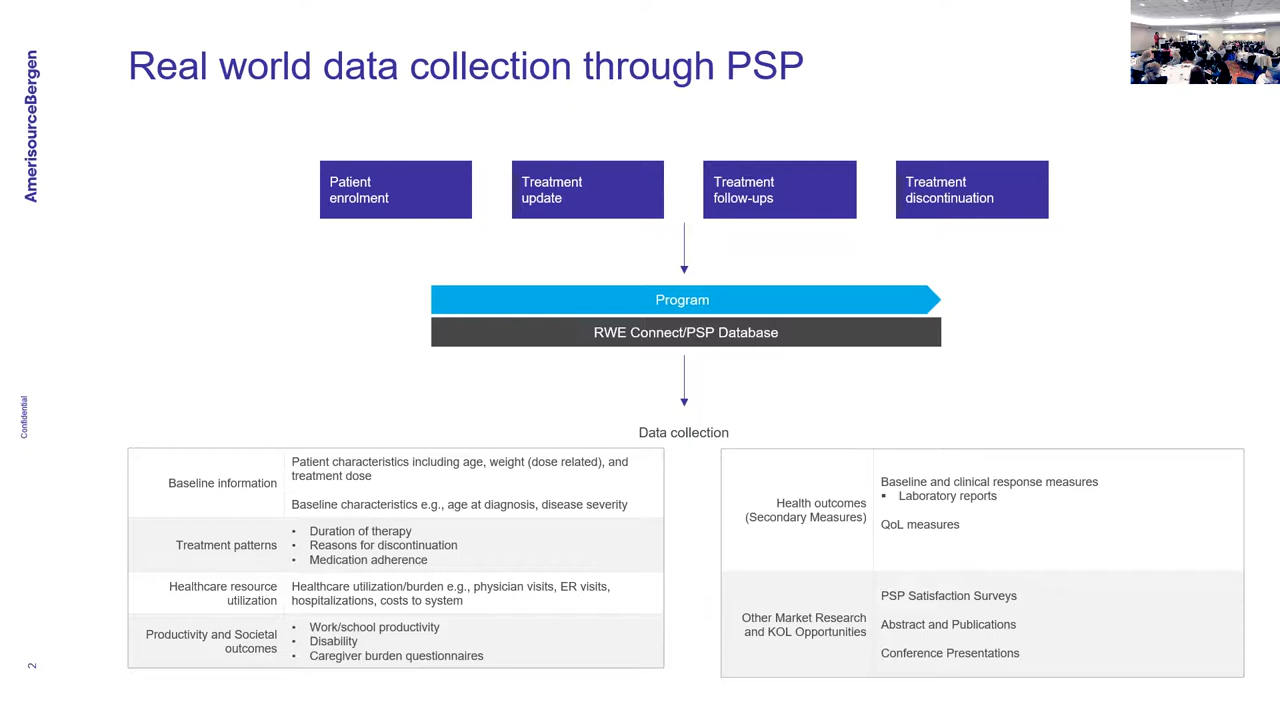 Real world data collection through PSP
AmerisourceBergen
Confidential
2
Patient
enrolment
Treatment
update
Treatment
follow-ups
Treatment
discontinuation
Program
RWE Connect/PSP Database
Data collection
Baseline information
Patient characteristics including age, weight (dose related), and
treatment dose
Baseline characteristics e.g., age at diagnosis, disease severity
Treatment patterns
• Duration of therapy
• Reasons for discontinuation
• Medication adherence
Healthcare resource
utilization
Healthcare utilization/burden e.g., physician visits, ER visits,
hospitalizations, costs to system
Productivity and Societal
outcomes
• Work/school productivity
• Disability
• Caregiver burden questionnaires
Health outcomes
(Secondary Measures)
Baseline and clinical response measures
▪ Laboratory reports
QoL measures
Other Market Research
and KOL Opportunities
PSP Satisfaction Surveys
Abstract and Publications
Conference Presentations